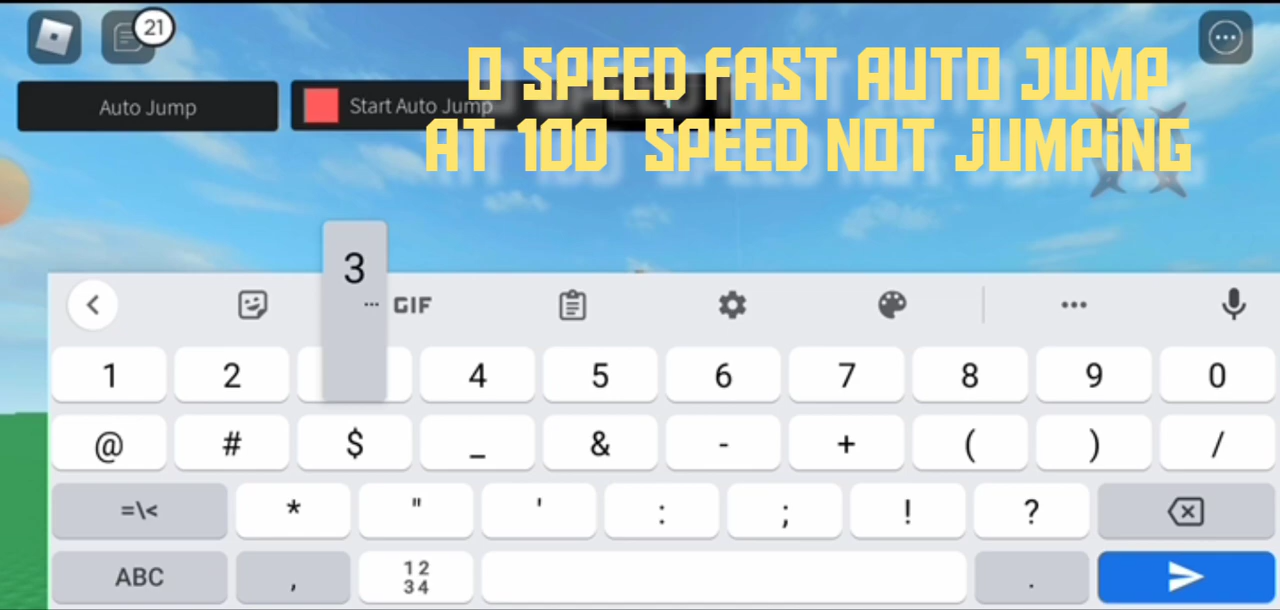 21
0 SPEED FAST AUTO JUMP
Auto Jump
Start Auto Jump
AT 100 SPEED NOT jUMPiNG
3
GIF
1 2 4 5 6 7 8 9 0
@ # $ _ & - + ( ) /
=\< * " ' : ; ! ?
ABC , 12 .
34